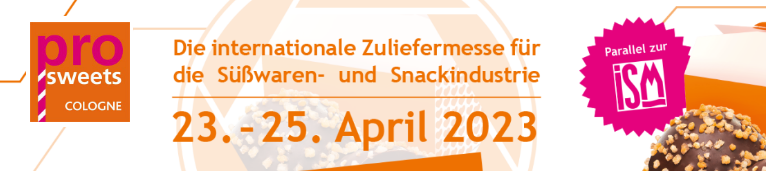 pro
sweets
COLOGNE
Die internationale Zuliefermesse für
die Süßwaren- und Snackindustrie
23. - 25. April 2023
Parallel zur
ISM